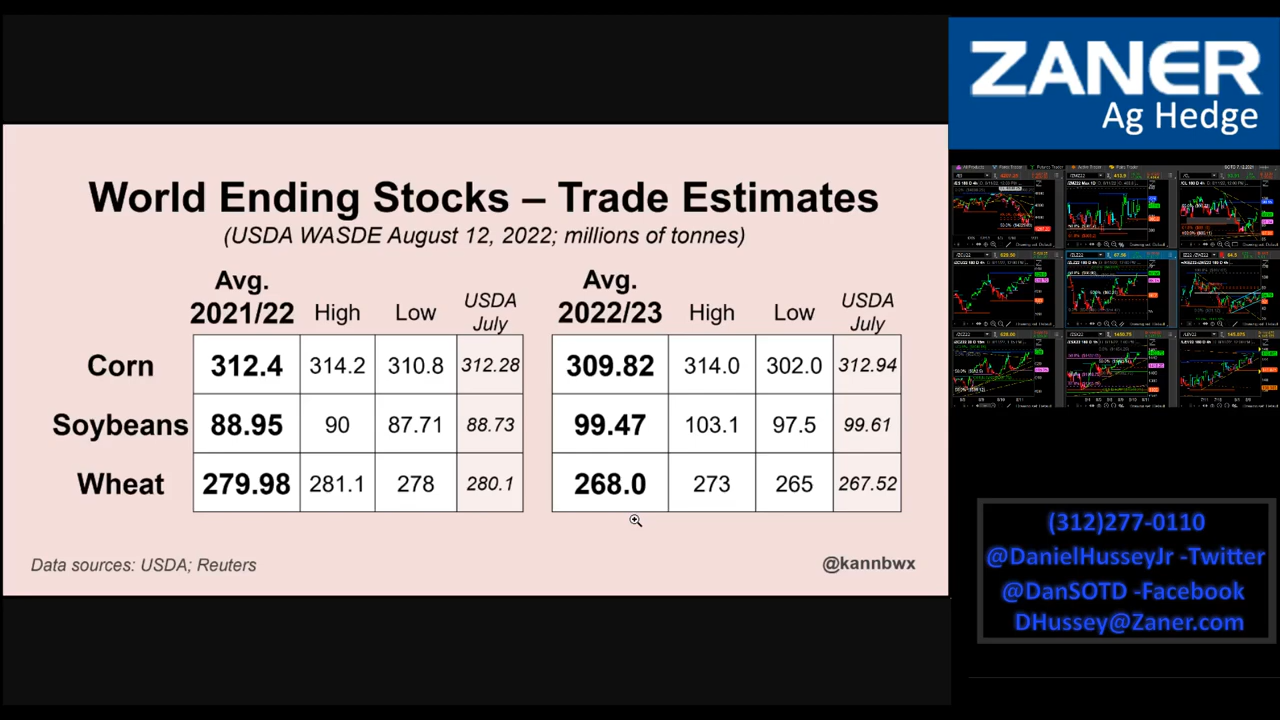 ZANER
Ag Hedge
World Ending Stocks – Trade Estimates
(USDA WASDE August 12, 2022; millions of tonnes)
Avg. 2021/22 High Low USDA July Avg. 2022/23 High Low USDA July
Corn 312.4 314.2 310.8 312.28 309.82 314.0 302.0 312.94
Soybeans 88.95 90 87.71 88.73 99.47 103.1 97.5 99.61
Wheat 279.98 281.1 278 280.1 268.0 273 265 267.52
Data sources: USDA; Reuters
@kannbwx
(312)277-0110
@DanielHusseyJr -Twitter
@DanSOTD -Facebook
DHussey@Zaner.com